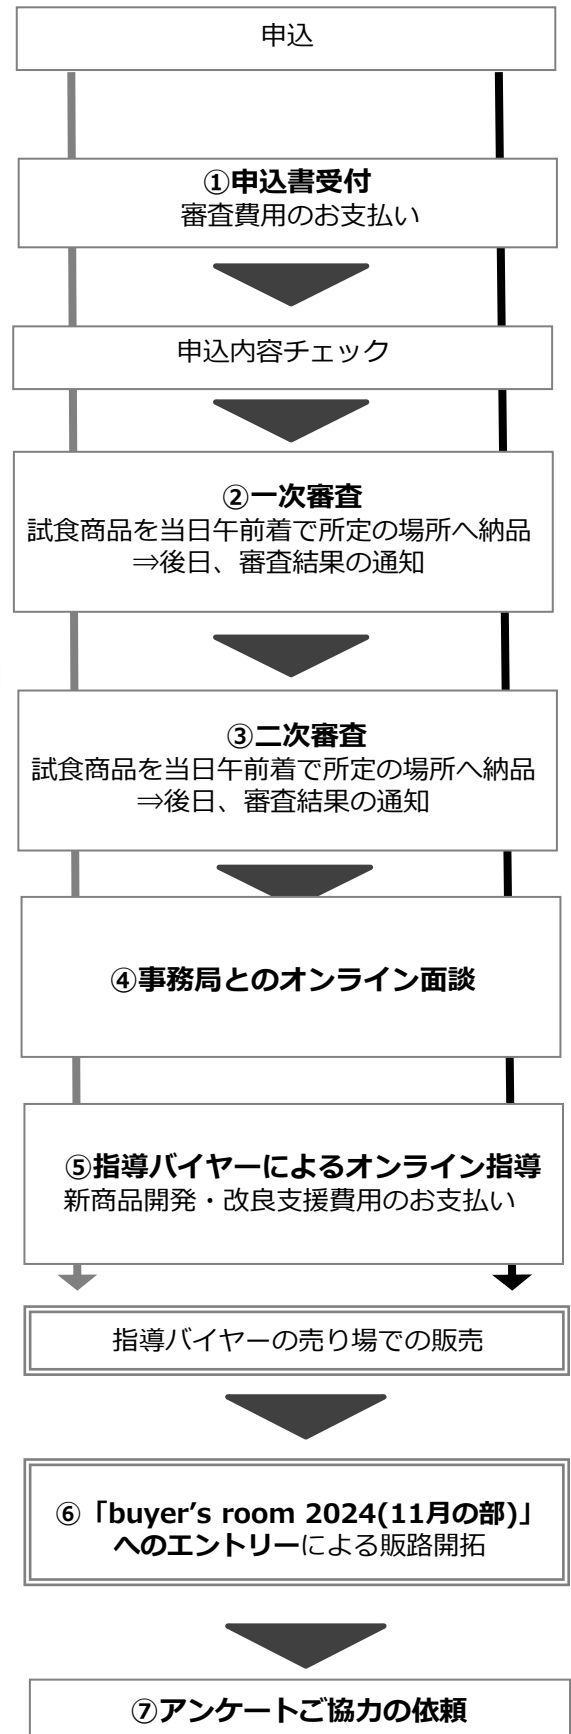 申込
①申込書受付
審査費用のお支払い
申込内容チェック
②一次審査
試食商品を当日午前着で所定の場所へ納品
⇒後日、審査結果の通知
③二次審査
試食商品を当日午前着で所定の場所へ納品
⇒後日、審査結果の通知
④事務局とのオンライン面談
⑤指導バイヤーによるオンライン指導
新商品開発・改良支援費用のお支払い
指導バイヤーの売り場での販売
⑥「buyer’s room 2024(11月の部)」
へのエントリーによる販路開拓
⑦アンケートご協力の依頼